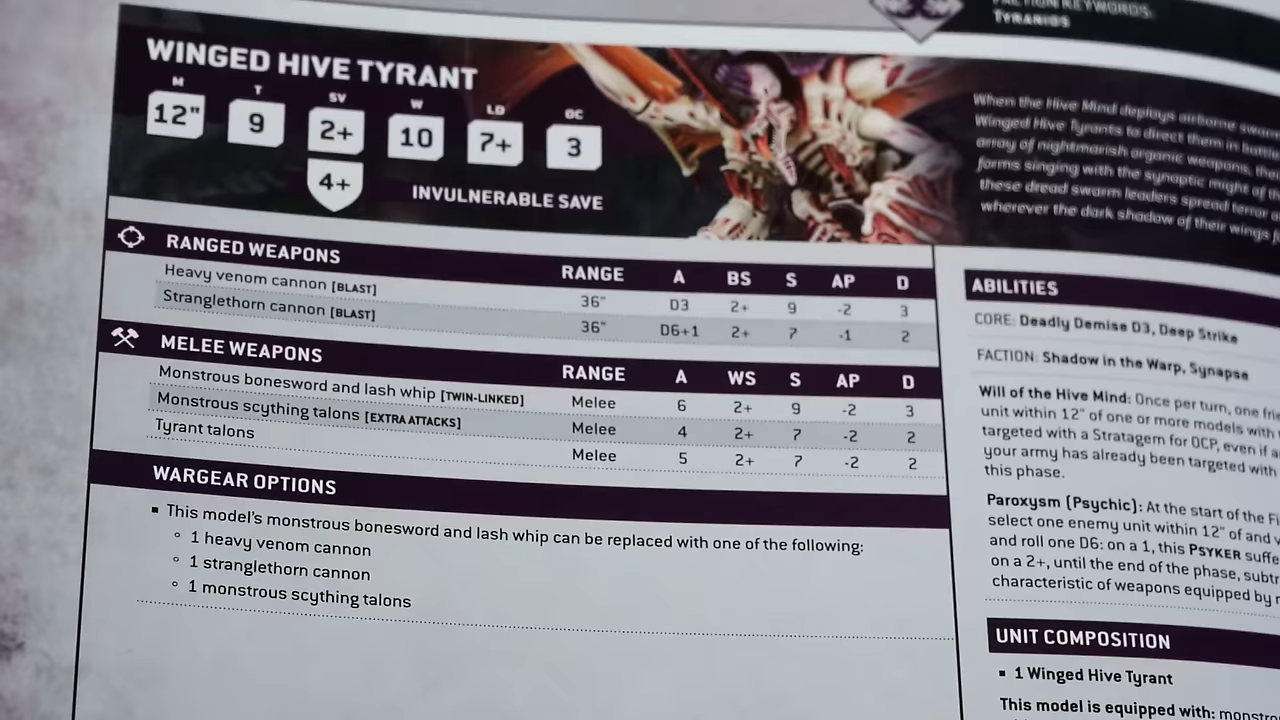 FACTION KEYWORDS:
TYRANIDS
WINGED HIVE TYRANT
M T SV W LD OC
12" 9 2+ 10 7+ 3
4+ INVULNERABLE SAVE
When the Hive Mind deploys airborne
Winged Hive Tyrants to direct them in
array of nightmarish organic weapons,
forms singing with the synaptic might of
these dread swarm leaders spread terror
wherever the dark shadow of their wings
RANGED WEAPONS RANGE A BS S AP D
Heavy venom cannon [BLAST] 36" D3 2+ 9 -2 3
Stranglethorn cannon [BLAST] 36" D6+1 2+ 7 -1 2
MELEE WEAPONS RANGE A WS S AP D
Monstrous bonesword and lash whip [TWIN-LINKED] Melee 6 2+ 9 -2 3
Monstrous scything talons [EXTRA ATTACKS] Melee 4 2+ 7 -2 2
Tyrant talons Melee 5 2+ 7 -2 2
WARGEAR OPTIONS
▪ This model's monstrous bonesword and lash whip can be replaced with one of the following:
◦ 1 heavy venom cannon
◦ 1 stranglethorn cannon
◦ 1 monstrous scything talons
ABILITIES
CORE: Deadly Demise D3, Deep Strike
FACTION: Shadow in the Warp, Synapse
Will of the Hive Mind: Once per turn, one
unit within 12" of one or more models with
targeted with a Stratagem for 0CP, even if
your army has already been targeted with
this phase.
Paroxysm (Psychic): At the start of the
select one enemy unit within 12" of and
and roll one D6: on a 1, this PSYKER
on a 2+, until the end of the phase,
characteristic of weapons equipped by
UNIT COMPOSITION
▪ 1 Winged Hive Tyrant
This model is equipped with: